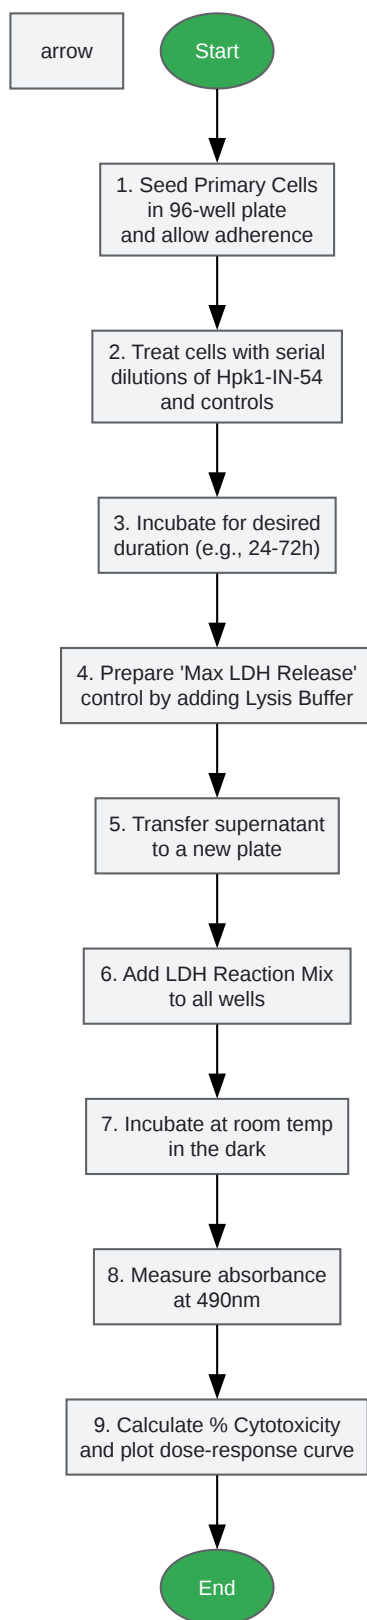 arrow
Start
1. Seed Primary Cells
in 96-well plate
and allow adherence
2. Treat cells with serial
dilutions of Hpk1-IN-54
and controls
3. Incubate for desired
duration (e.g., 24-72h)
4. Prepare 'Max LDH Release'
control by adding Lysis Buffer
5. Transfer supernatant
to a new plate
6. Add LDH Reaction Mix
to all wells
7. Incubate at room temp
in the dark
8. Measure absorbance
at 490nm
9. Calculate % Cytotoxicity
and plot dose-response curve
End